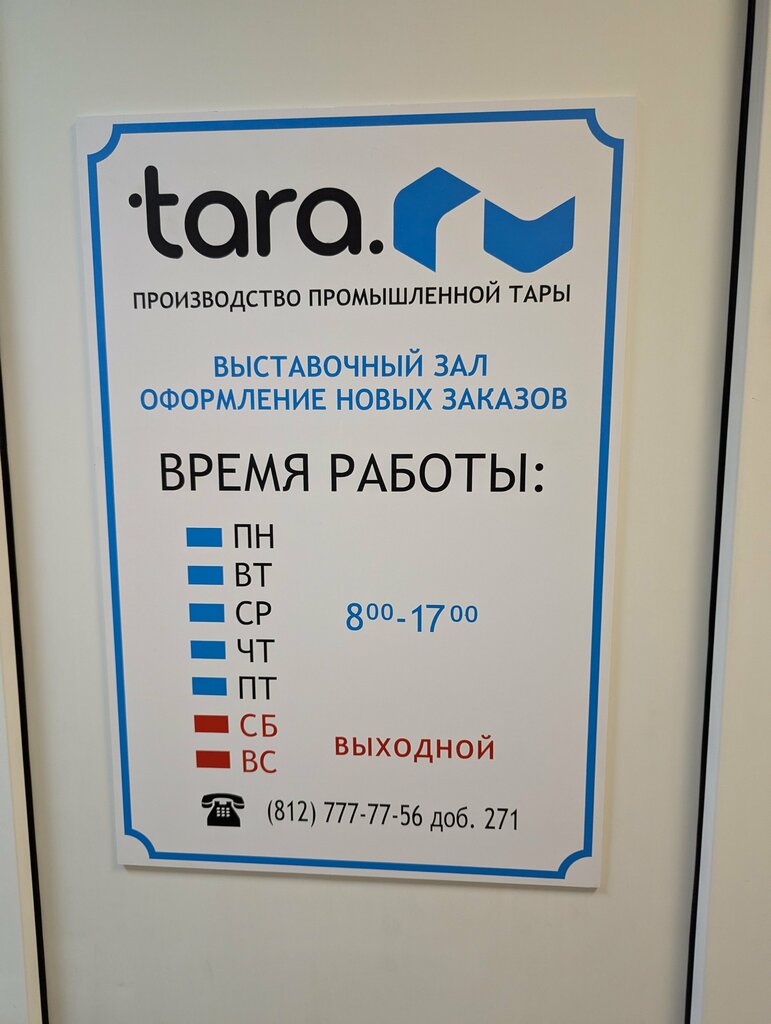 tara.ru
ПРОИЗВОДСТВО ПРОМЫШЛЕННОЙ ТАРЫ
ВЫСТАВОЧНЫЙ ЗАЛ
ОФОРМЛЕНИЕ НОВЫХ ЗАКАЗОВ
ВРЕМЯ РАБОТЫ:
ПН
ВТ
СР 8⁰⁰-17⁰⁰
ЧТ
ПТ
СБ
ВС выходной
(812) 777-77-56 доб. 271